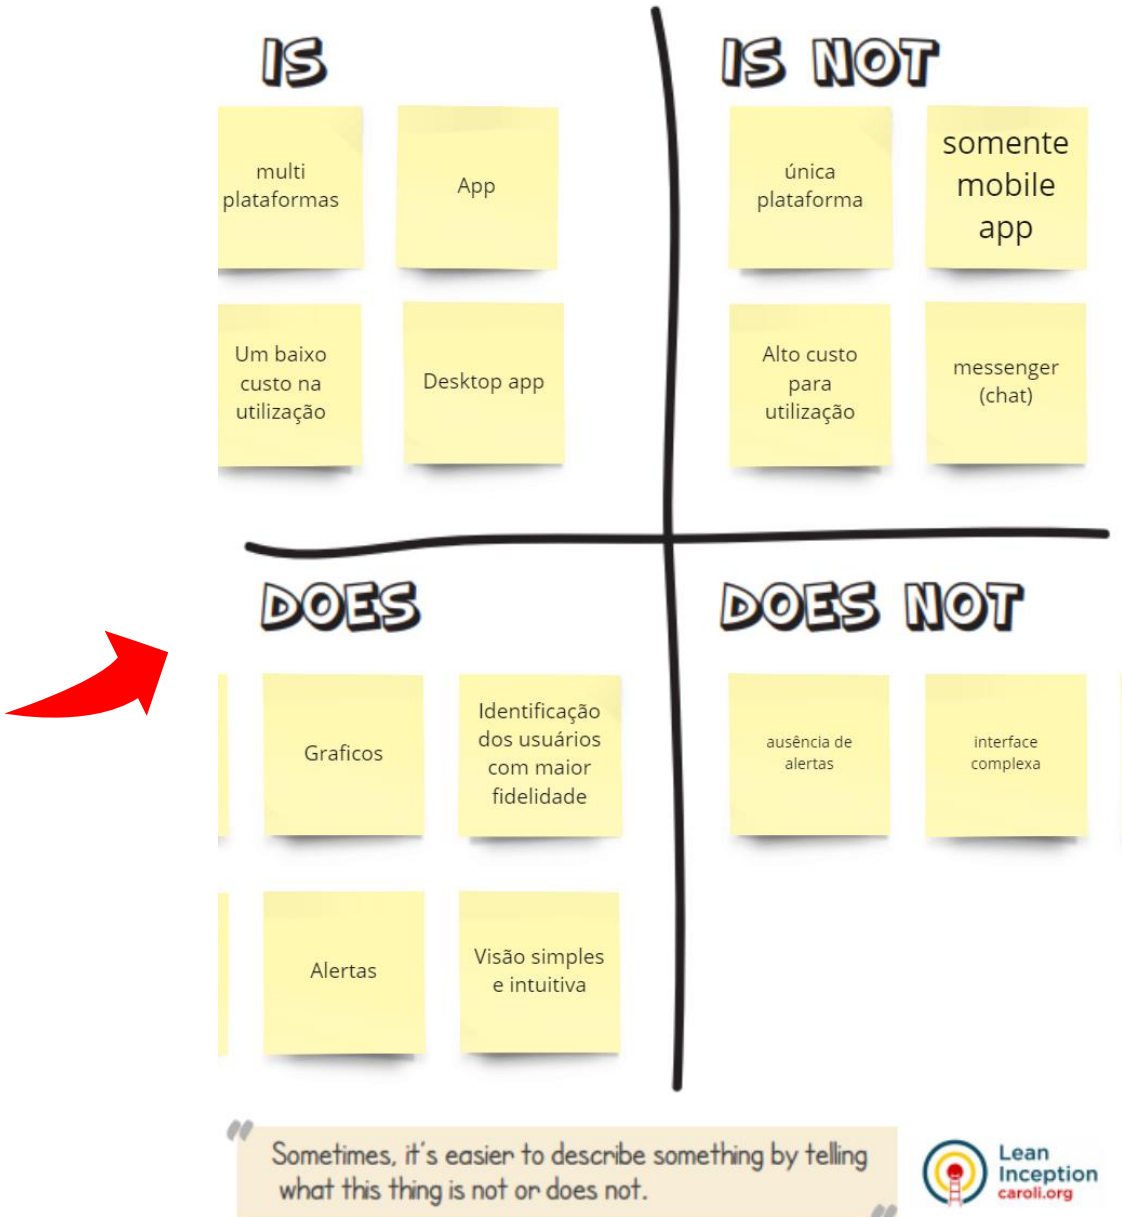 IS
IS NOT
multi
plataformas
App
única
plataforma
somente
mobile
app
Um baixo
custo na
utilização
Desktop app
Alto custo
para
utilização
messenger
(chat)
DOES
DOES NOT
Graficos
Identificação
dos usuários
com maior
fidelidade
ausência de
alertas
interface
complexa
Alertas
Visão simples
e intuitiva
" Sometimes, it's easier to describe something by telling
what this thing is not or does not. "
Lean
Inception
caroli.org